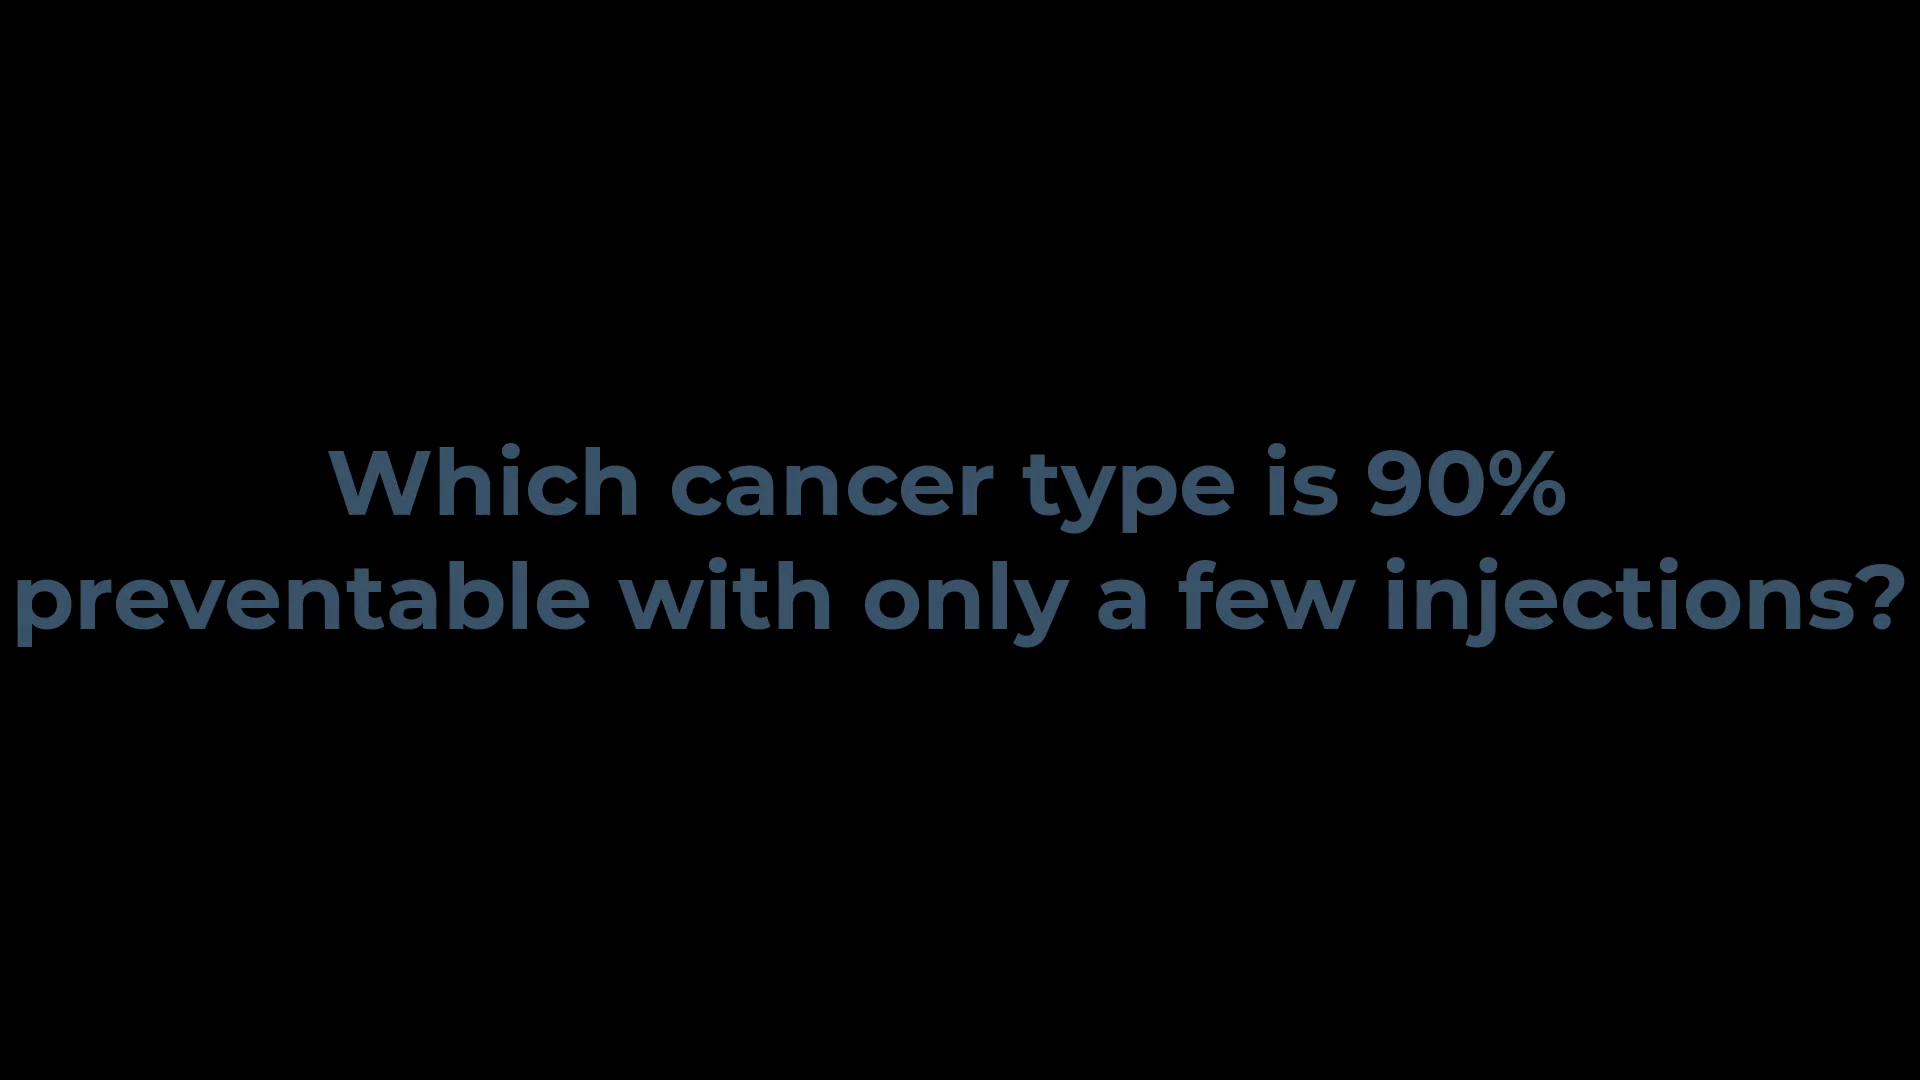 Which cancer type is 90%
preventable with only a few injections?